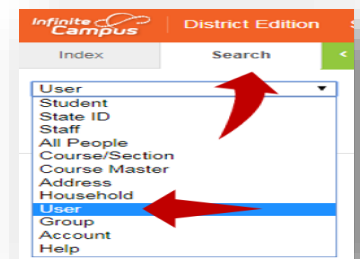 Infinite Campus District Edition S
Index Search <
User
Student
State ID
Staff
All People
Course/Section
Course Master
Address
Household
User
Group
Account
Help